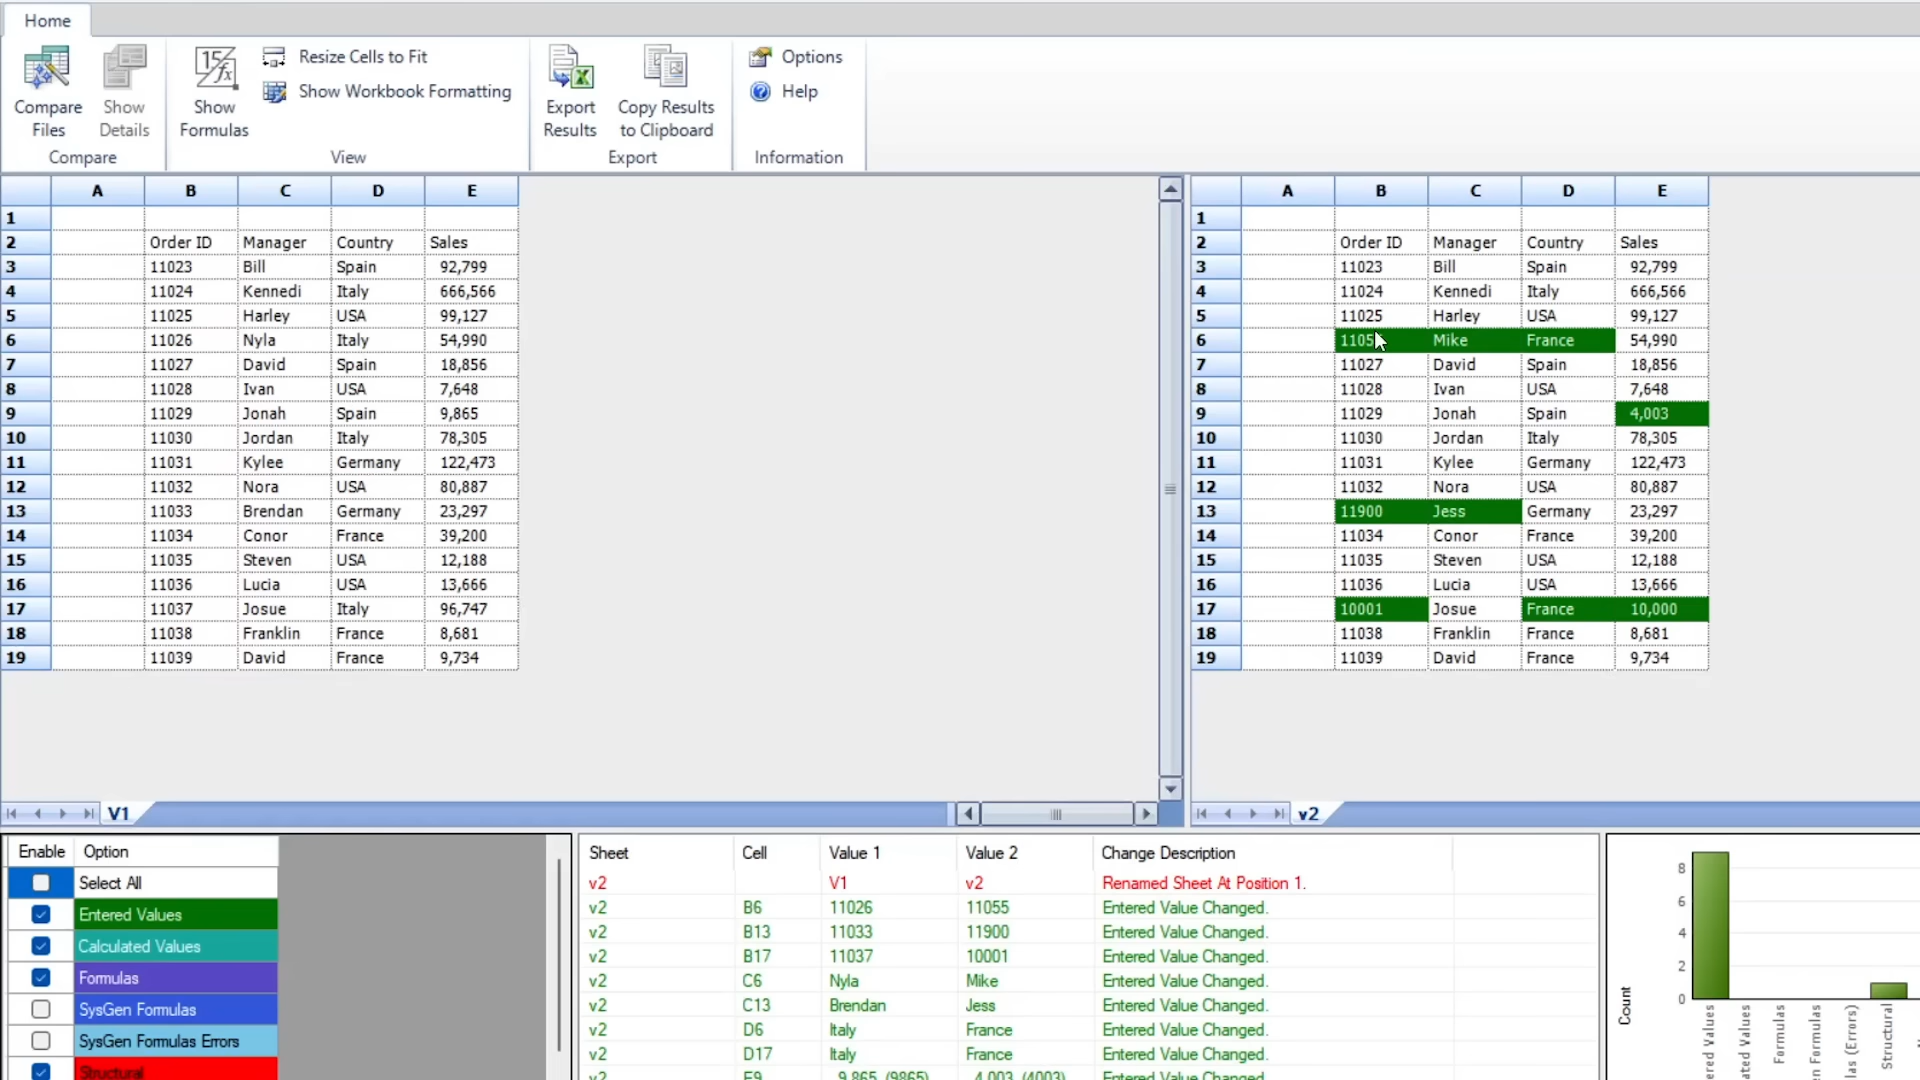 Home
Compare Files
Show Details
Compare
Show Formulas
Resize Cells to Fit
Show Workbook Formatting
View
Export Results
Copy Results to Clipboard
Export
Options
Help
Information
A B C D E
1
2 Order ID Manager Country Sales
3 11023 Bill Spain 92,799
4 11024 Kennedi Italy 666,566
5 11025 Harley USA 99,127
6 11026 Nyla Italy 54,990
7 11027 David Spain 18,856
8 11028 Ivan USA 7,648
9 11029 Jonah Spain 9,865
10 11030 Jordan Italy 78,305
11 11031 Kylee Germany 122,473
12 11032 Nora USA 80,887
13 11033 Brendan Germany 23,297
14 11034 Conor France 39,200
15 11035 Steven USA 12,188
16 11036 Lucia USA 13,666
17 11037 Josue Italy 96,747
18 11038 Franklin France 8,681
19 11039 David France 9,734
V1
A B C D E
1
2 Order ID Manager Country Sales
3 11023 Bill Spain 92,799
4 11024 Kennedi Italy 666,566
5 11025 Harley USA 99,127
6 Mike France 54,990
7 11027 David Spain 18,856
8 11028 Ivan USA 7,648
9 11029 Jonah Spain 4,003
10 11030 Jordan Italy 78,305
11 11031 Kylee Germany 122,473
12 11032 Nora USA 80,887
13 11900 Jess Germany 23,297
14 11034 Conor France 39,200
15 11035 Steven USA 12,188
16 11036 Lucia USA 13,666
17 10001 Josue France 10,000
18 11038 Franklin France 8,681
19 11039 David France 9,734
v2
Enable Option
Select All
Entered Values
Calculated Values
Formulas
SysGen Formulas
SysGen Formulas Errors
Structural
Sheet Cell Value 1 Value 2 Change Description
v2 V1 v2 Renamed Sheet At Position 1.
v2 B6 11026 11055 Entered Value Changed.
v2 B13 11033 11900 Entered Value Changed.
v2 B17 11037 10001 Entered Value Changed.
v2 C6 Nyla Mike Entered Value Changed.
v2 C13 Brendan Jess Entered Value Changed.
v2 D6 Italy France Entered Value Changed.
v2 D17 Italy France Entered Value Changed.
v2 E9 9,865 (9865) 4,003 (4003) Entered Value Changed.
8
6
4
2
0
Count
Values
Values
Formulas
Formulas
(Errors)
Structural